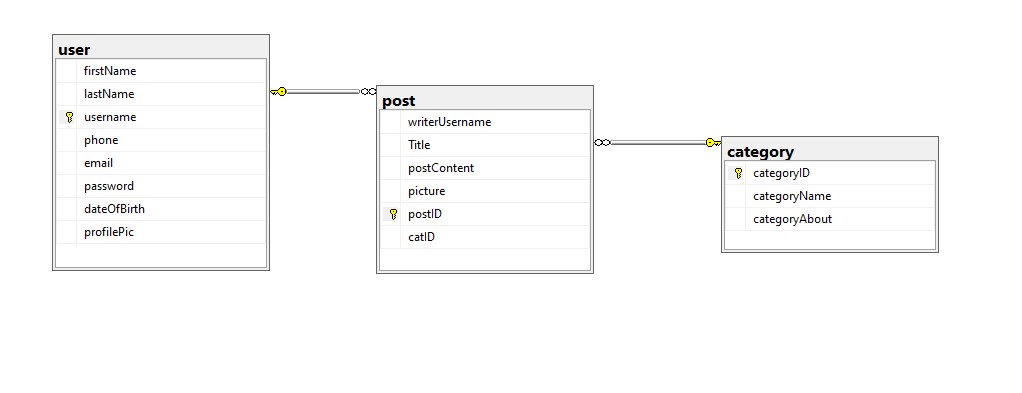 user
firstName
lastName
username
phone
email
password
dateOfBirth
profilePic
post
writerUsername
Title
postContent
picture
postID
catID
category
categoryID
categoryName
categoryAbout